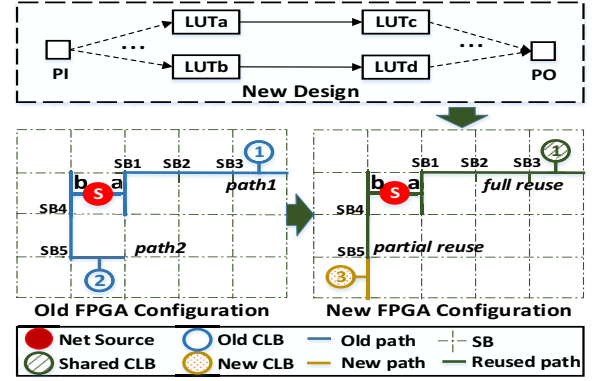 LUTa LUTc
... ...
PI PO
LUTb LUTd
New Design
1 1
SB1 SB2 SB3 SB1 SB2 SB3
b a path1 b a full reuse
S S
SB4 SB4
SB5 path2 SB5 partial reuse
2 3
Old FPGA Configuration New FPGA Configuration
Net Source Old CLB Old path SB
Shared CLB New CLB New path Reused path